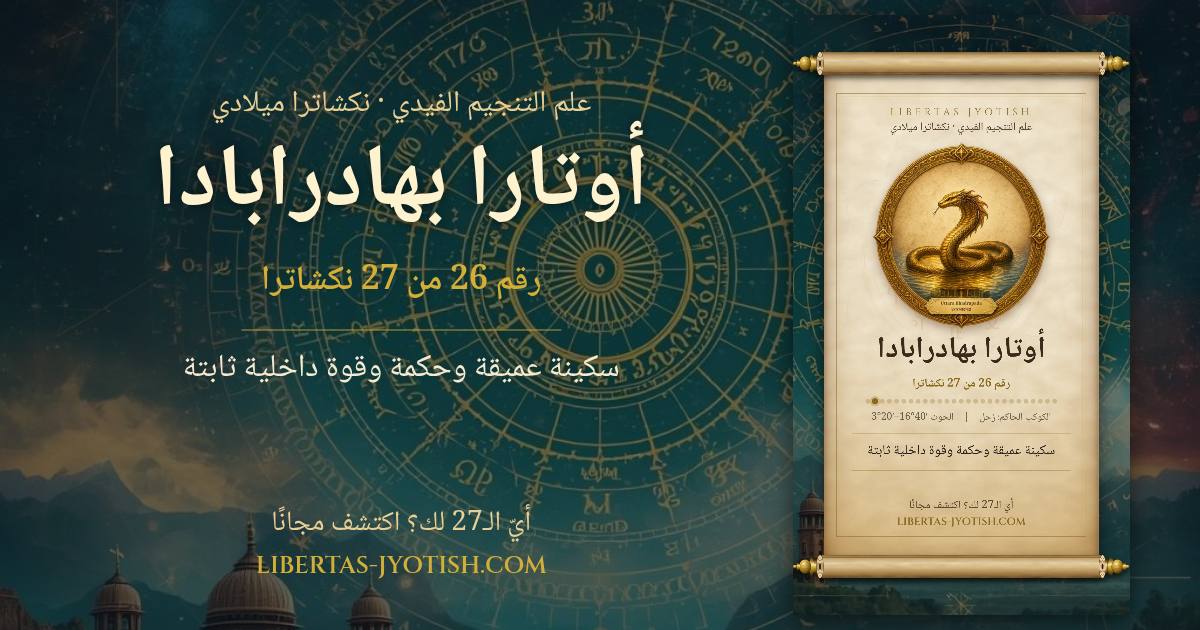 علم التنجيم الفيدي · نكشاترا ميلادي
أوتارا بهادرابادا
رقم 26 من 27 نكشاترا
سكينة عميقة وحكمة وقوة داخلية ثابتة
أيّ الـ27 لك؟ اكتشف مجانًا
LIBERTAS-JYOTISH.COM
LIBERTAS JYOTISH
علم التنجيم الفيدي · نكشاترا ميلادي
Uttara Bhadrapada
أوتارا بهادرابادا
رقم 26 من 27 نكشاترا
لكوكب الحاكم: زحل | الحوت 3°20'–16°40'
سكينة عميقة وحكمة وقوة داخلية ثابتة
أي الـ27 لك؟ اكتشف مجانًا
LIBERTAS-JYOTISH.COM